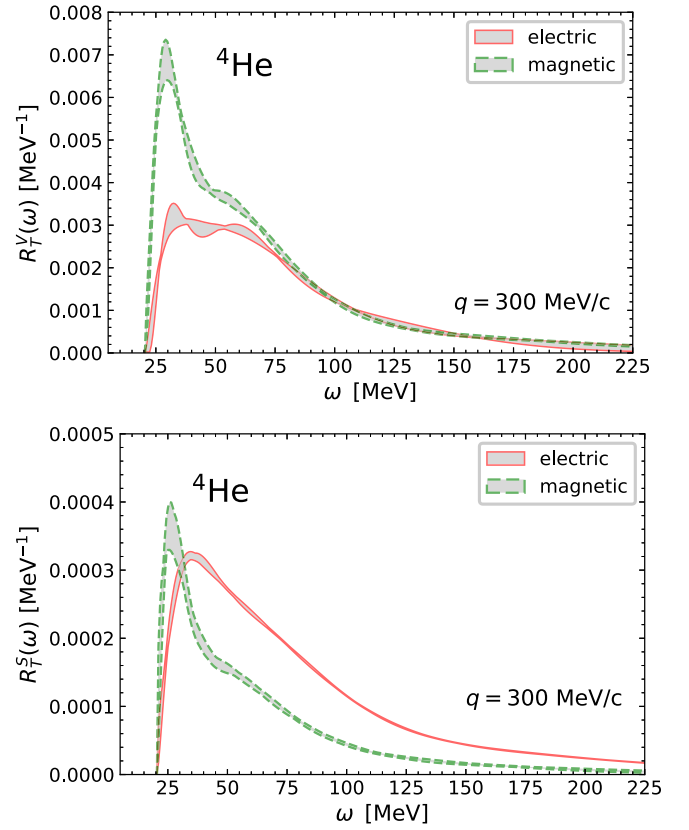 0.008
0.007
0.006
0.005
0.004
0.003
0.002
0.001
0.000
R_T^V(ω) [MeV⁻¹]
⁴He
electric
magnetic
q = 300 MeV/c
25 50 75 100 125 150 175 200 225
ω [MeV]
0.0005
0.0004
0.0003
0.0002
0.0001
0.0000
R_T^S(ω) [MeV⁻¹]
⁴He
electric
magnetic
q = 300 MeV/c
25 50 75 100 125 150 175 200 225
ω [MeV]